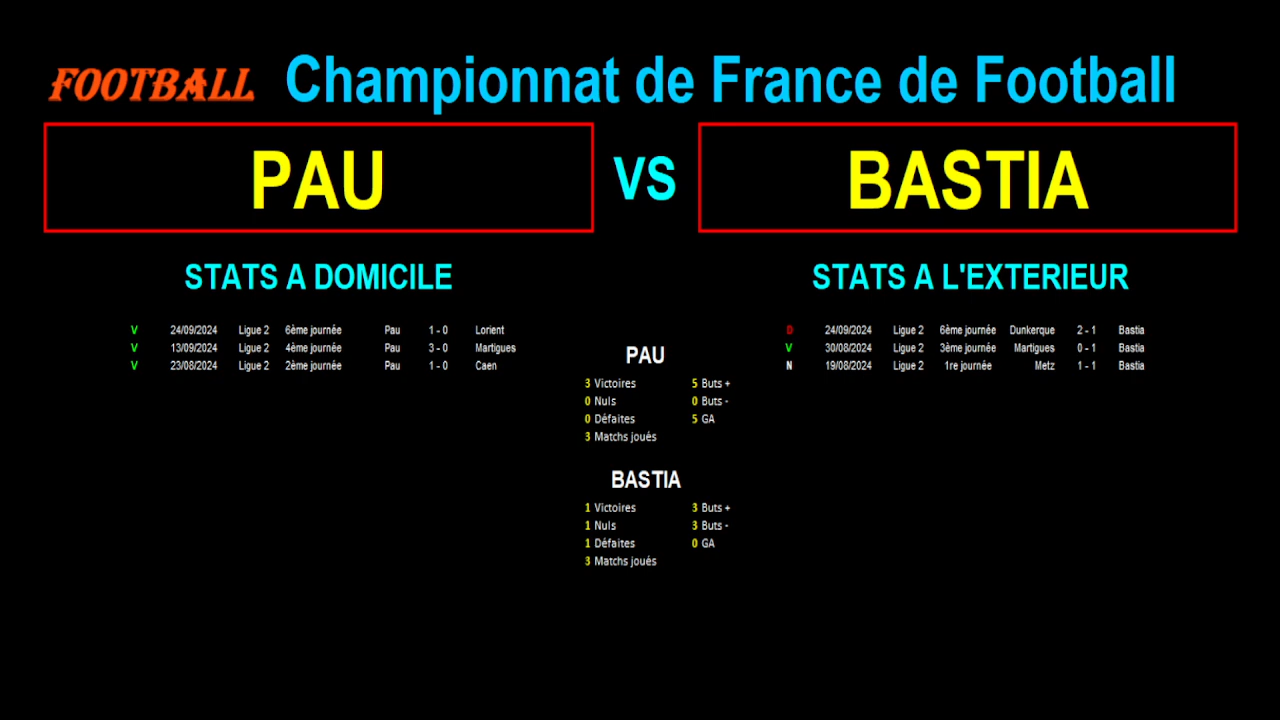 FOOTBALL Championnat de France de Football
PAU VS BASTIA
STATS A DOMICILE
V 24/09/2024 Ligue 2 6ème journée Pau 1 - 0 Lorient
V 13/09/2024 Ligue 2 4ème journée Pau 3 - 0 Martigues
V 23/08/2024 Ligue 2 2ème journée Pau 1 - 0 Caen
PAU
3 Victoires 5 Buts +
0 Nuls 0 Buts -
0 Défaites 5 GA
3 Matchs joués
BASTIA
1 Victoires 3 Buts +
1 Nuls 3 Buts -
1 Défaites 0 GA
3 Matchs joués
STATS A L'EXTERIEUR
D 24/09/2024 Ligue 2 6ème journée Dunkerque 2 - 1 Bastia
V 30/08/2024 Ligue 2 3ème journée Martigues 0 - 1 Bastia
N 19/08/2024 Ligue 2 1re journée Metz 1 - 1 Bastia